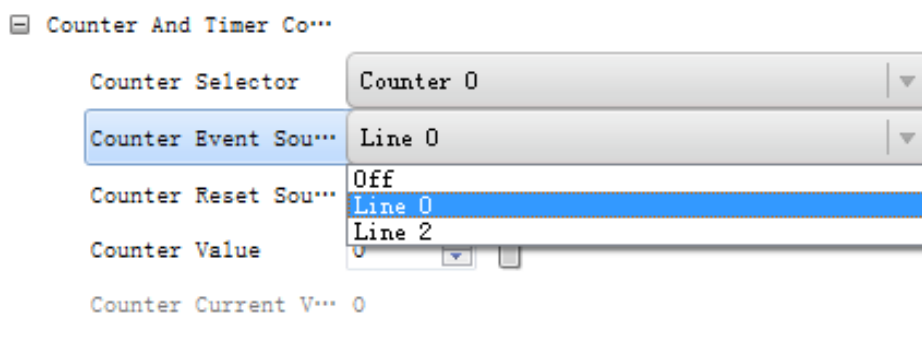 Counter And Timer Co…
Counter Selector Counter 0
Counter Event Sou… Line 0
Off
Counter Reset Sou… Line 0
Line 2
Counter Value 0
Counter Current V… 0